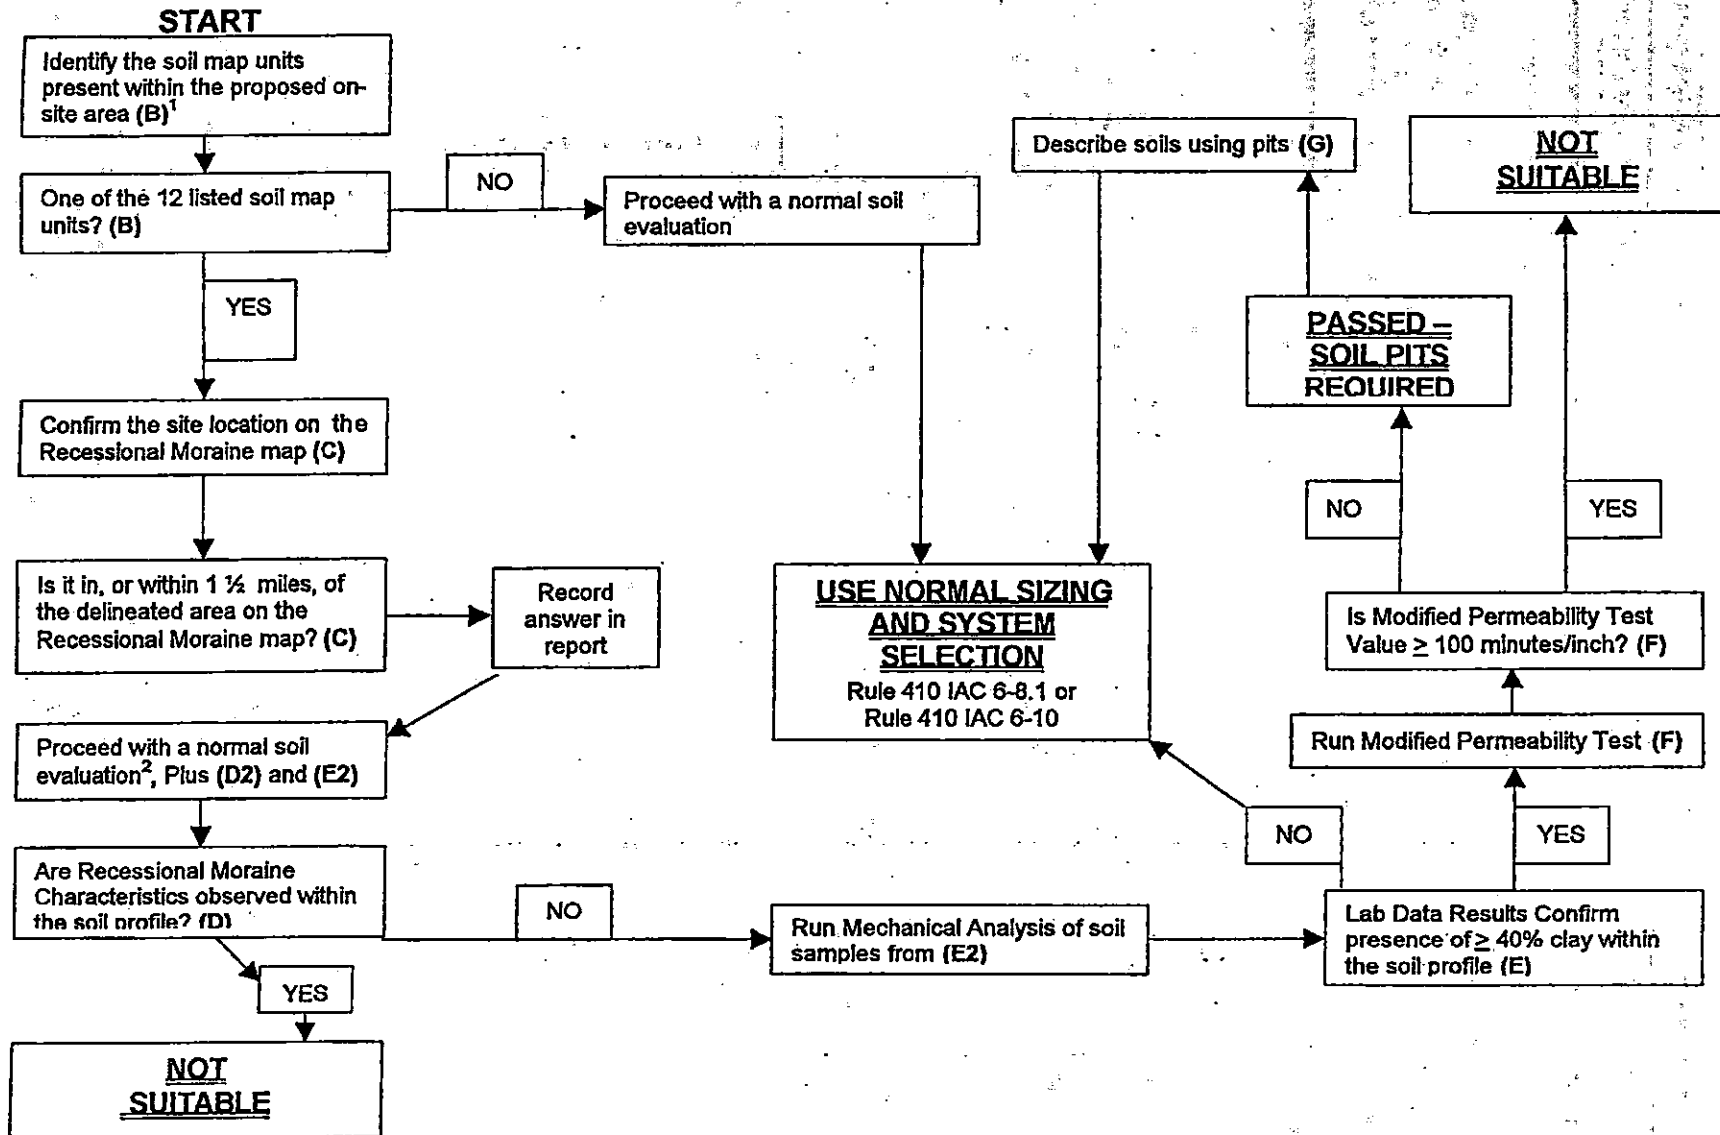 START
Identify the soil map units
present within the proposed on-
site area (B)¹
One of the 12 listed soil map
units? (B)
NO
Proceed with a normal soil
evaluation
YES
Confirm the site location on the
Recessional Moraine map (C)
Is it in, or within 1 ½ miles, of
the delineated area on the
Recessional Moraine map? (C)
Record
answer in
report
Proceed with a normal soil
evaluation², Plus (D2) and (E2)
Are Recessional Moraine
Characteristics observed within
the soil profile? (D)
YES
NOT
SUITABLE
NO
Run Mechanical Analysis of soil
samples from (E2)
Lab Data Results Confirm
presence of ≥ 40% clay within
the soil profile (E)
NO
YES
USE NORMAL SIZING
AND SYSTEM
SELECTION
Rule 410 IAC 6-8.1 or
Rule 410 IAC 6-10
Run Modified Permeability Test (F)
Is Modified Permeability Test
Value ≥ 100 minutes/inch? (F)
NO
YES
PASSED –
SOIL PITS
REQUIRED
Describe soils using pits (G)
NOT
SUITABLE